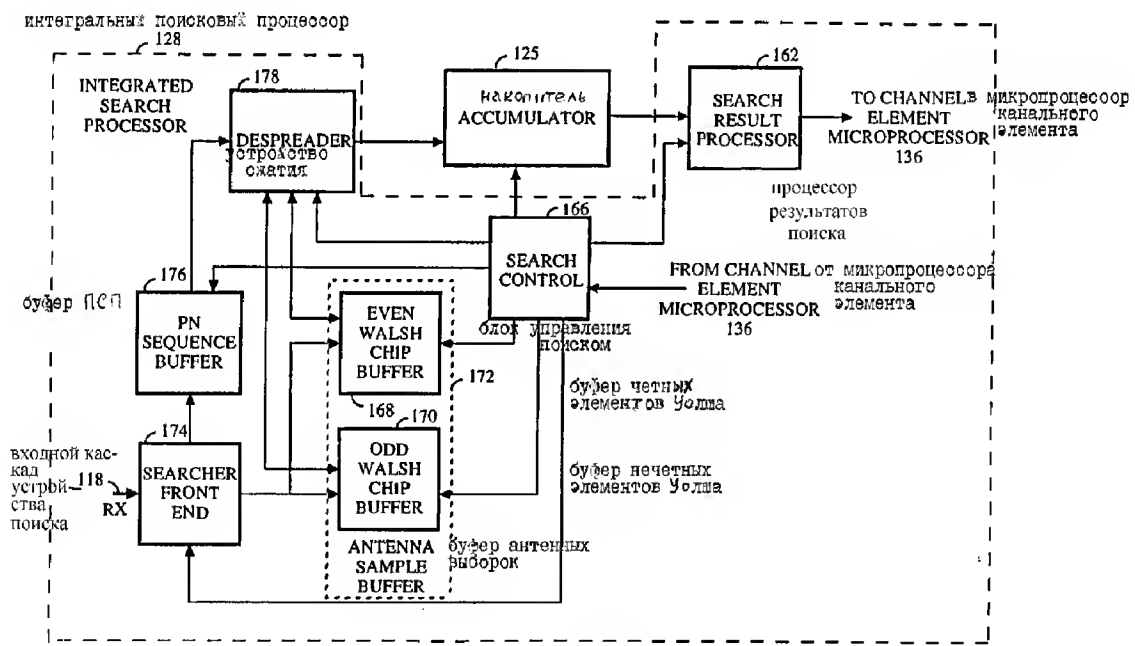 интегральный поисковый процессор
128
INTEGRATED
SEARCH
PROCESSOR
178
DESPREADER
устройство
сжатия
125
накопитель
ACCUMULATOR
162
SEARCH
RESULT
PROCESSOR
процессор
результатов
поиска
TO CHANNEL
ELEMENT
MICROPROCESSOR
136
в микропроцессор
канального
элемента
166
SEARCH
CONTROL
блок управления
поиском
FROM CHANNEL
ELEMENT
MICROPROCESSOR
136
от микропроцессора
канального
элемента
буфер ПСП
176
PN
SEQUENCE
BUFFER
EVEN
WALSH
CHIP
BUFFER
168
172
буфер четных
элементов Уолша
170
ODD
WALSH
CHIP
BUFFER
буфер нечетных
элементов Уолша
ANTENNA
SAMPLE
BUFFER
буфер антенных
выборок
174
SEARCHER
FRONT
END
входной кас-
кад
устрой-
ства
поиска
118
RX